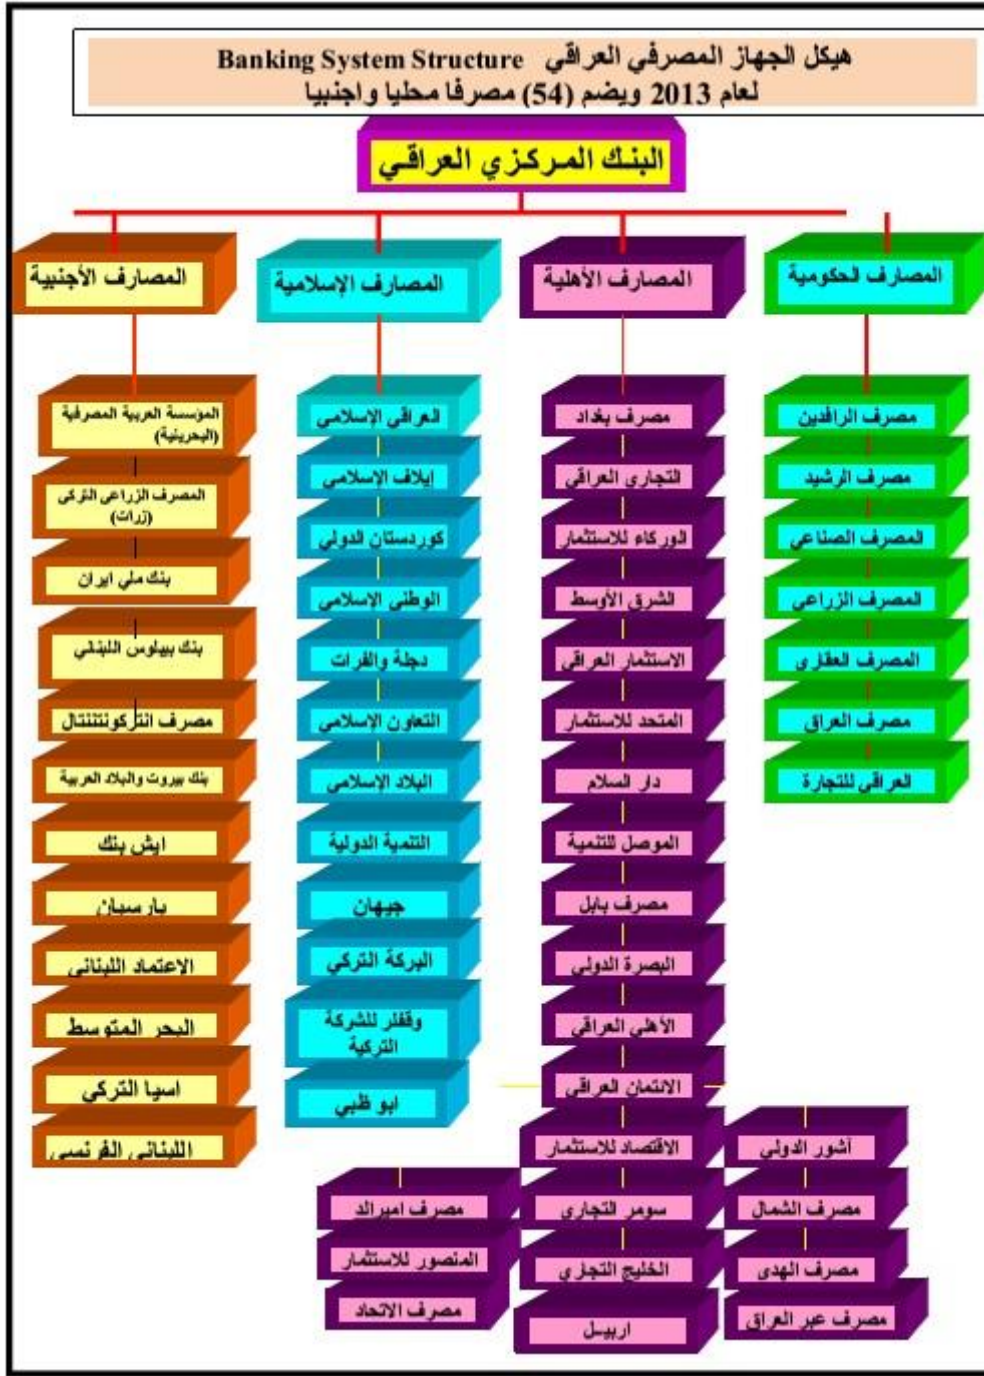 هيكل الجهاز المصرفي العراقي Banking System Structure
لعام 2013 ويضم (54) مصرفا محليا واجنبيا
البنك المركزي العراقي
المصارف الحكومية
المصارف الأهلية
المصارف الإسلامية
المصارف الأجنبية
مصرف الرافدين
مصرف الرشيد
المصرف الصناعي
المصرف الزراعي
المصرف العقاري
مصرف العراق
العراقي للتجارة
مصرف بغداد
التجاري العراقي
الوركاء للاستثمار
الشرق الأوسط
الاستثمار العراقي
المتحد للاستثمار
دار السلام
الموصل للتنمية
مصرف بابل
البصرة الدولي
الأهلي العراقي
الائتمان العراقي
الاقتصاد للاستثمار
سومر التجاري
الخليج التجاري
اربيـل
آشور الدولي
مصرف الشمال
مصرف الهدى
مصرف عبر العراق
مصرف اميرالد
المنصور للاستثمار
مصرف الاتحاد
العراقي الإسلامي
إيلاف الإسلامي
كوردستان الدولي
الوطني الإسلامي
دجلة والفرات
التعاون الإسلامي
البلاد الإسلامي
التنمية الدولية
جيهان
البركة التركي
وقفلر للشركة
التركية
ابو ظبي
المؤسسة العربية المصرفية
(البحرينية)
المصرف الزراعي التركي
(زرات)
بنك ملي ايران
بنك بيبلوس اللبناني
مصرف انتركونتننتال
بنك بيروت والبلاد العربية
ايش بنك
بارسيان
الاعتماد اللبناني
البحر المتوسط
اسيا التركي
اللبناني الفرنسي